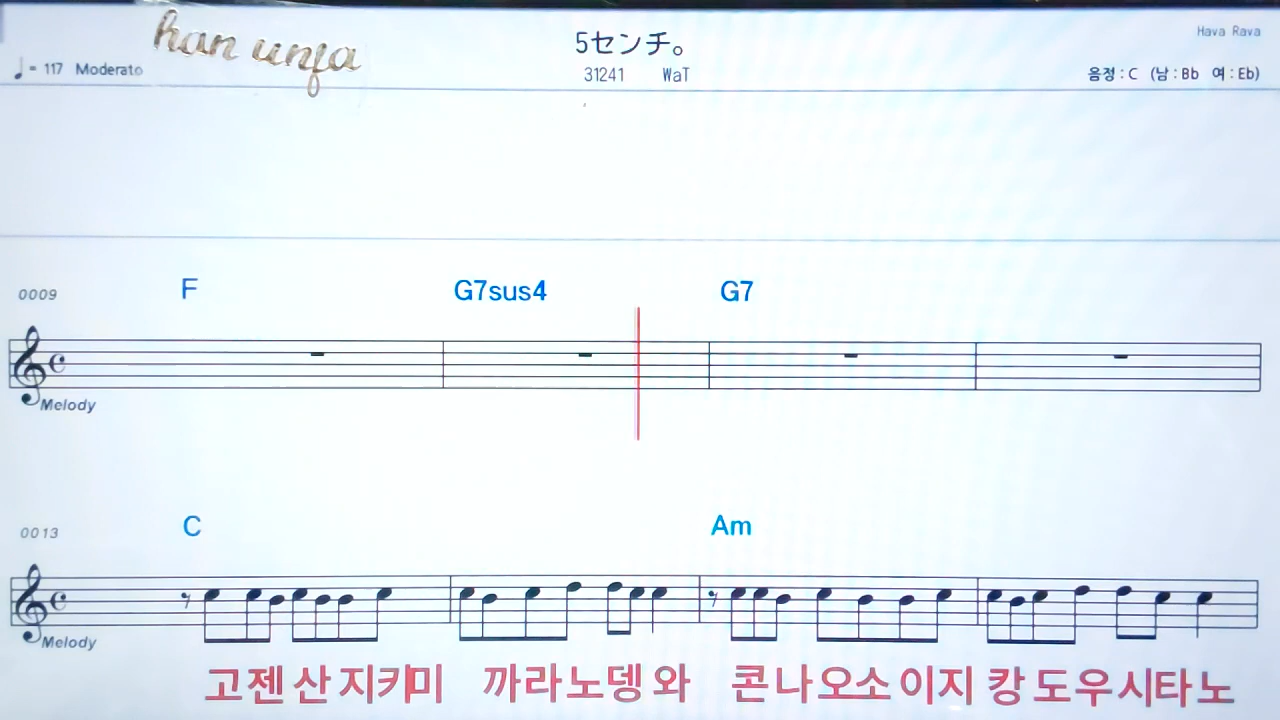 han unfa
5センチ。
Hava Rava
♩= 117 Moderato
31241 WaT
음정 : C (남 : Bb 여 : Eb)
0009 F G7sus4 G7
Melody
0013 C Am
Melody
고젠산지키미 까라노뎅와 콘나오소이지캉도우시타노